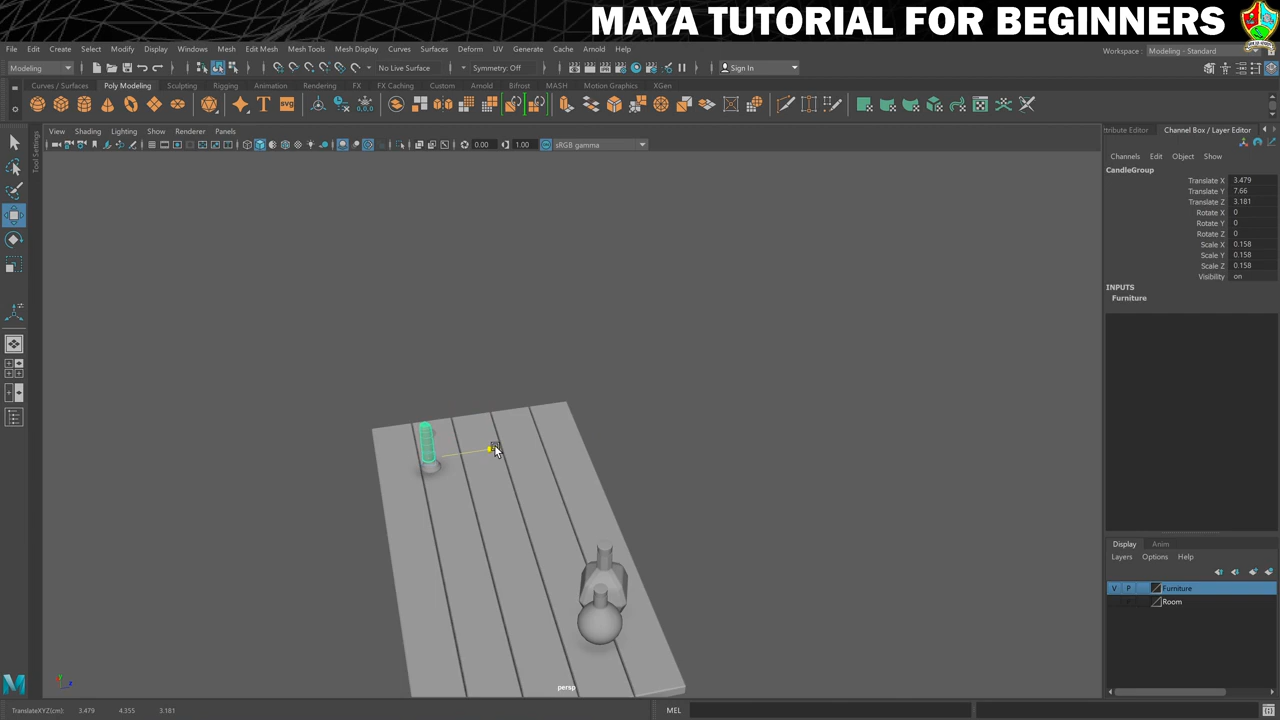 MAYA TUTORIAL FOR BEGINNERS
File Edit Create Select Modify Display Windows Mesh Edit Mesh Mesh Tools Mesh Display Curves Surfaces Deform UV Generate Cache Arnold Help
Workspace : Modeling - Standard
Modeling No Live Surface Symmetry: Off Sign In
Curves / Surfaces Poly Modeling Sculpting Rigging Animation Rendering FX FX Caching Custom Arnold Bifrost MASH Motion Graphics XGen
View Shading Lighting Show Renderer Panels
0.00 1.00 sRGB gamma
Tool Settings
ttribute Editor Channel Box / Layer Editor
Channels Edit Object Show
CandleGroup
Translate X 3.479
Translate Y 7.66
Translate Z 3.181
Rotate X 0
Rotate Y 0
Rotate Z 0
Scale X 0.158
Scale Y 0.158
Scale Z 0.158
Visibility on
INPUTS
Furniture
Display Anim
Layers Options Help
V P Furniture
Room
persp
TranslateXYZ(cm): 3.479 4.355 3.181
MEL